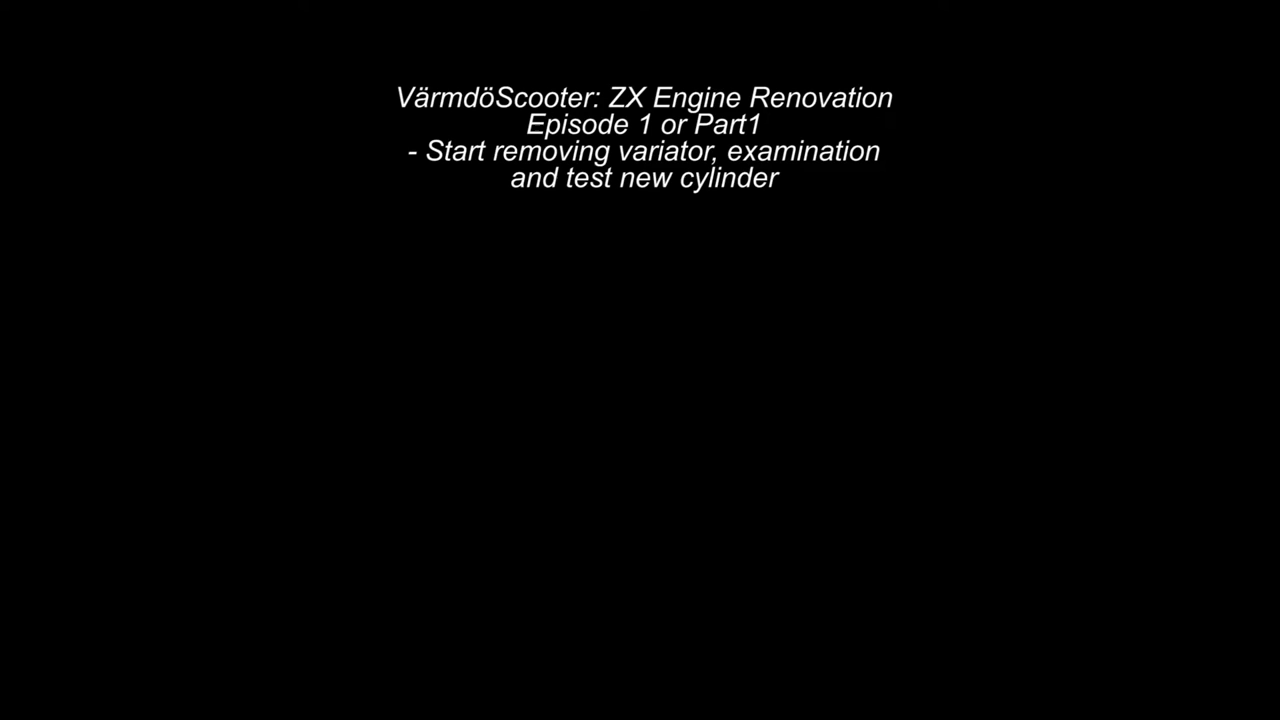 VärmdöScooter: ZX Engine Renovation
Episode 1 or Part1
- Start removing variator, examination
and test new cylinder